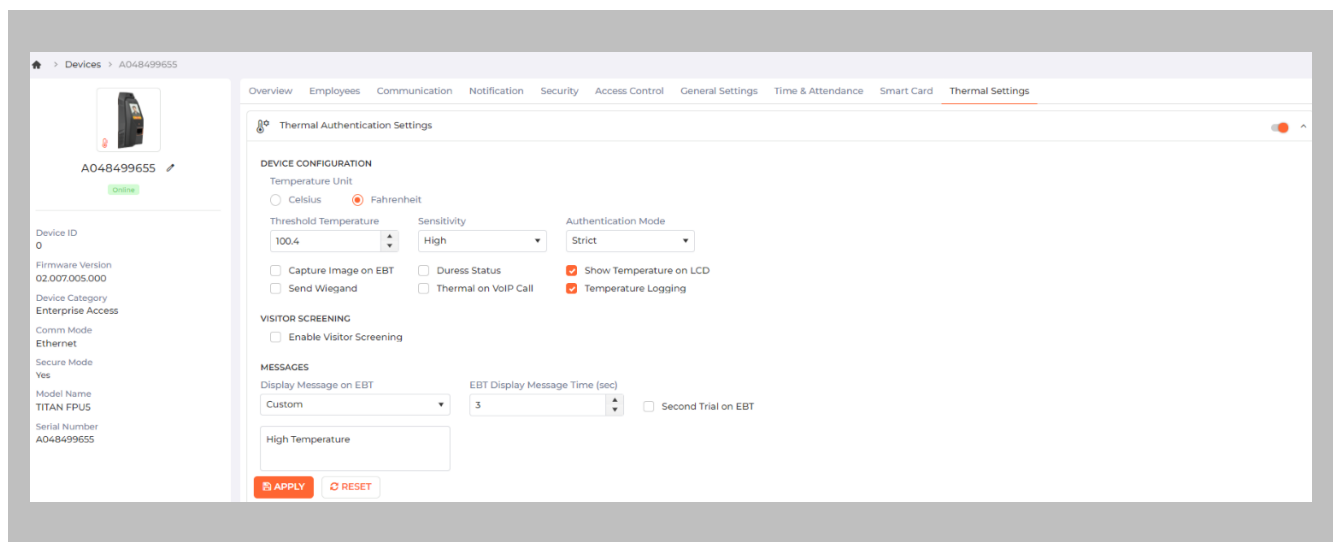 Devices > A048499655
Overview Employees Communication Notification Security Access Control General Settings Time & Attendance Smart Card Thermal Settings
Thermal Authentication Settings
A048499655
Online
Device ID
0
Firmware Version
02.007.005.000
Device Category
Enterprise Access
Comm Mode
Ethernet
Secure Mode
Yes
Model Name
TITAN FPU5
Serial Number
A048499655
DEVICE CONFIGURATION
Temperature Unit
Celsius Fahrenheit
Threshold Temperature Sensitivity Authentication Mode
100.4 High Strict
Capture Image on EBT Duress Status Show Temperature on LCD
Send Wiegand Thermal on VoIP Call Temperature Logging
VISITOR SCREENING
Enable Visitor Screening
MESSAGES
Display Message on EBT EBT Display Message Time (sec)
Custom 3 Second Trial on EBT
High Temperature
APPLY RESET